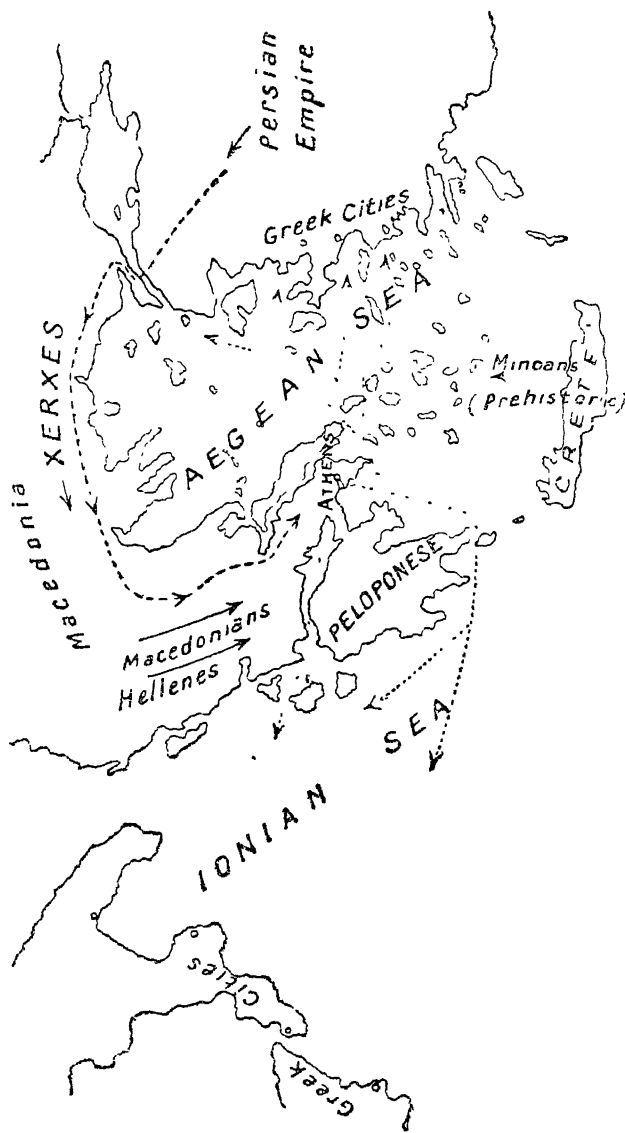 Persian
Empire
Greek Cities
XERXES
AEGEAN SEA
Minoans
(Prehistoric)
CRETE
Macedonia
ATHENS
PELOPONESE
Macedonians
Hellenes
IONIAN SEA
Greek Cities